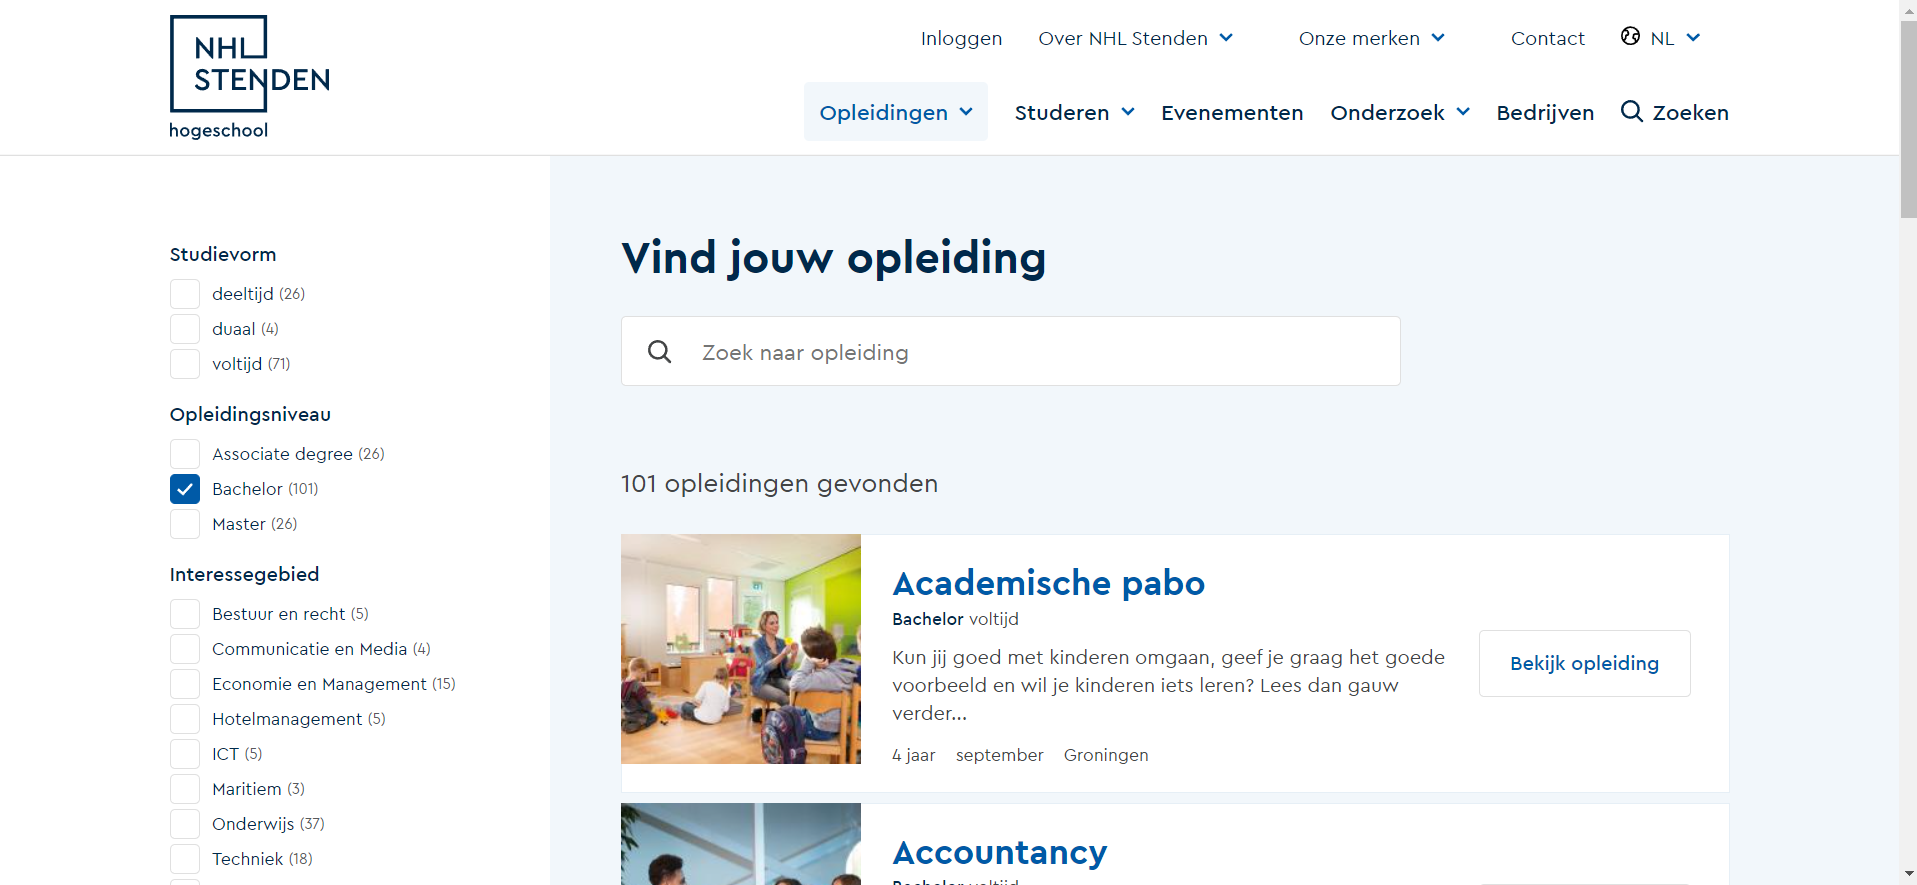 NHL
STENDEN
hogeschool
Inloggen Over NHL Stenden Onze merken Contact NL
Opleidingen Studeren Evenementen Onderzoek Bedrijven Zoeken
Studievorm
deeltijd (26)
duaal (4)
voltijd (71)
Opleidingsniveau
Associate degree (26)
Bachelor (101)
Master (26)
Interessegebied
Bestuur en recht (5)
Communicatie en Media (4)
Economie en Management (15)
Hotelmanagement (5)
ICT (5)
Maritiem (3)
Onderwijs (37)
Techniek (18)
Vind jouw opleiding
Zoek naar opleiding
101 opleidingen gevonden
Academische pabo
Bachelor voltijd
Kun jij goed met kinderen omgaan, geef je graag het goede
voorbeeld en wil je kinderen iets leren? Lees dan gauw
verder...
4 jaar september Groningen
Bekijk opleiding
Accountancy
Bachelor voltijd